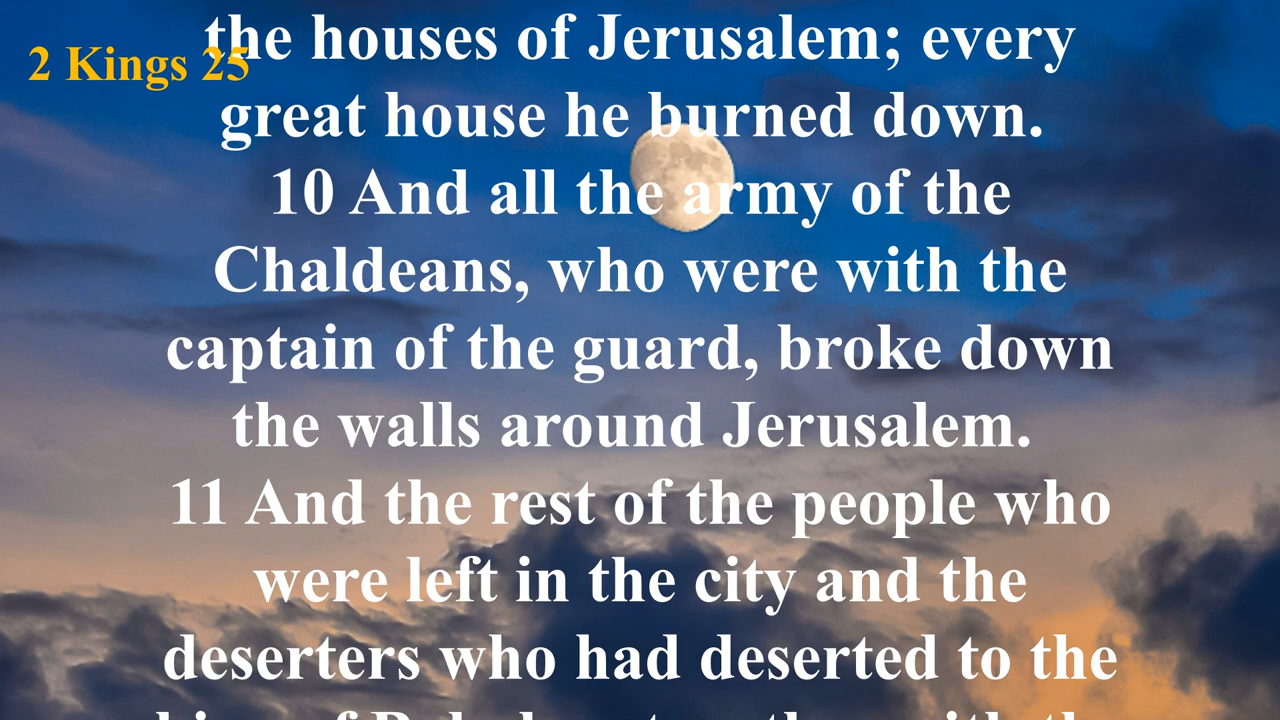 2 Kings 25
the houses of Jerusalem; every
great house he burned down.
10 And all the army of the
Chaldeans, who were with the
captain of the guard, broke down
the walls around Jerusalem.
11 And the rest of the people who
were left in the city and the
deserters who had deserted to the